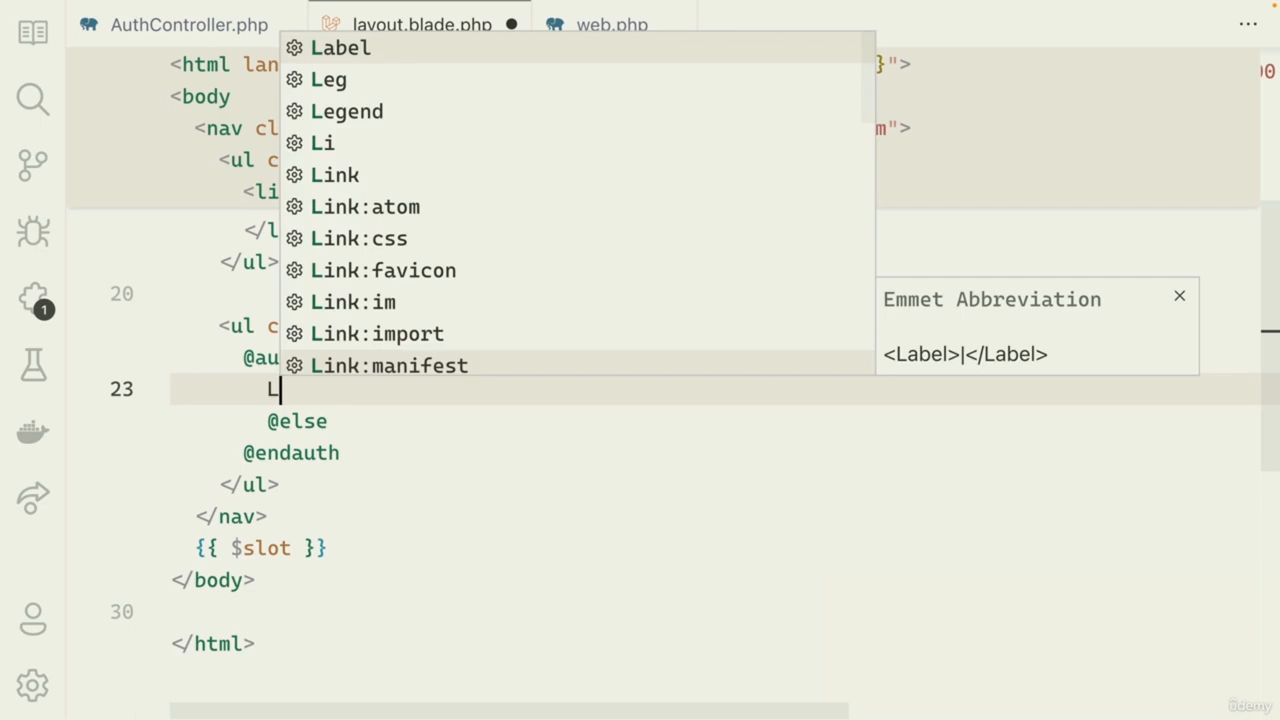 AuthController.php
layout.blade.php
web.php
<html lan
}">
00
<body
<nav cl
m">
<ul c
<li
</l
</ul>
20
<ul c
@au
23 L
@else
@endauth
</ul>
</nav>
{{ $slot }}
</body>
30
</html>
Label
Leg
Legend
Li
Link
Link:atom
Link:css
Link:favicon
Link:im
Link:import
Link:manifest
Emmet Abbreviation
<Label>|</Label>
1
ûdemy